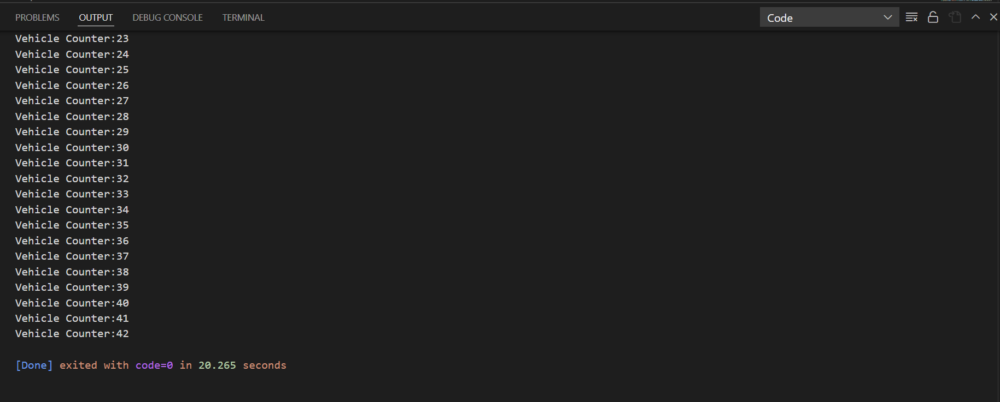 PROBLEMS OUTPUT DEBUG CONSOLE TERMINAL Code
Vehicle Counter:23
Vehicle Counter:24
Vehicle Counter:25
Vehicle Counter:26
Vehicle Counter:27
Vehicle Counter:28
Vehicle Counter:29
Vehicle Counter:30
Vehicle Counter:31
Vehicle Counter:32
Vehicle Counter:33
Vehicle Counter:34
Vehicle Counter:35
Vehicle Counter:36
Vehicle Counter:37
Vehicle Counter:38
Vehicle Counter:39
Vehicle Counter:40
Vehicle Counter:41
Vehicle Counter:42
[Done] exited with code=0 in 20.265 seconds